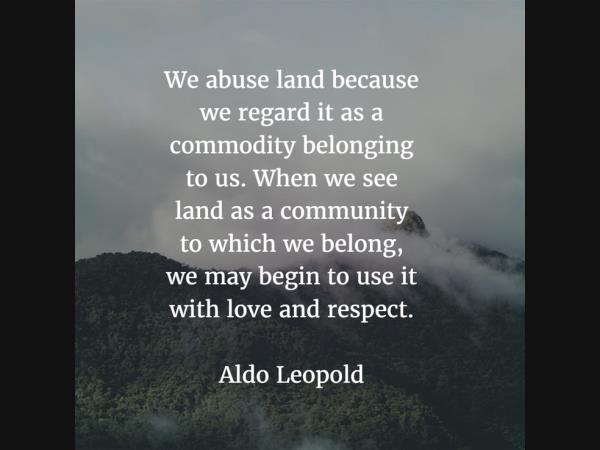 We abuse land because
we regard it as a
commodity belonging
to us. When we see
land as a community
to which we belong,
we may begin to use it
with love and respect.
Aldo Leopold